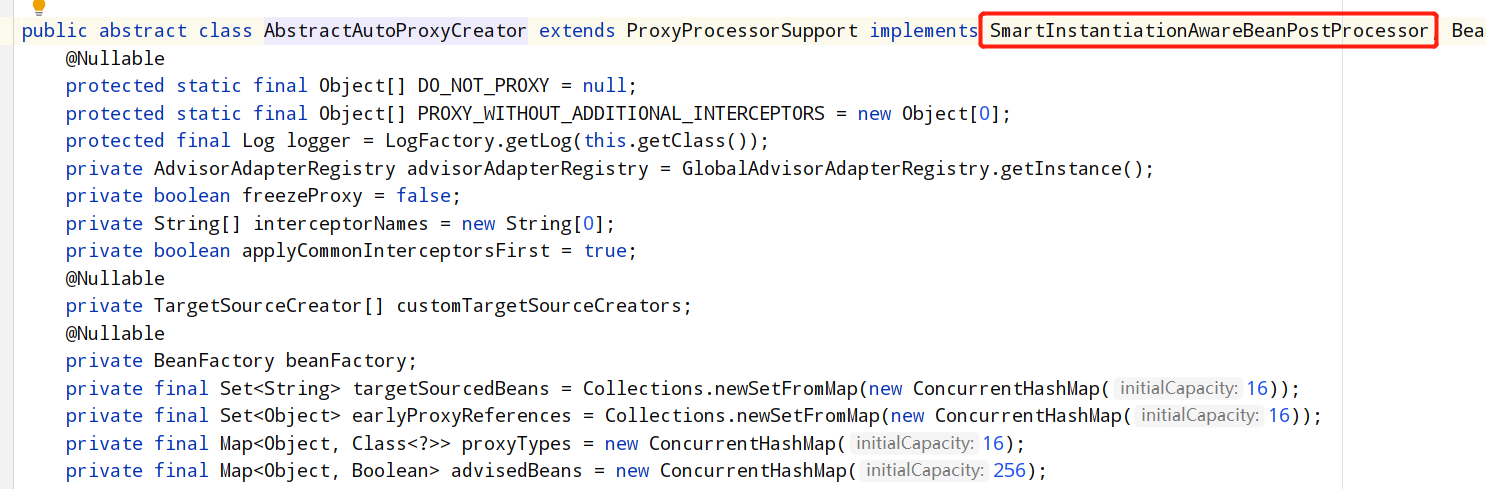 public abstract class AbstractAutoProxyCreator extends ProxyProcessorSupport implements SmartInstantiationAwareBeanPostProcessor, Bea
@Nullable
protected static final Object[] DO_NOT_PROXY = null;
protected static final Object[] PROXY_WITHOUT_ADDITIONAL_INTERCEPTORS = new Object[0];
protected final Log logger = LogFactory.getLog(this.getClass());
private AdvisorAdapterRegistry advisorAdapterRegistry = GlobalAdvisorAdapterRegistry.getInstance();
private boolean freezeProxy = false;
private String[] interceptorNames = new String[0];
private boolean applyCommonInterceptorsFirst = true;
@Nullable
private TargetSourceCreator[] customTargetSourceCreators;
@Nullable
private BeanFactory beanFactory;
private final Set<String> targetSourcedBeans = Collections.newSetFromMap(new ConcurrentHashMap( initialCapacity: 16));
private final Set<Object> earlyProxyReferences = Collections.newSetFromMap(new ConcurrentHashMap( initialCapacity: 16));
private final Map<Object, Class<?>> proxyTypes = new ConcurrentHashMap( initialCapacity: 16);
private final Map<Object, Boolean> advisedBeans = new ConcurrentHashMap( initialCapacity: 256);